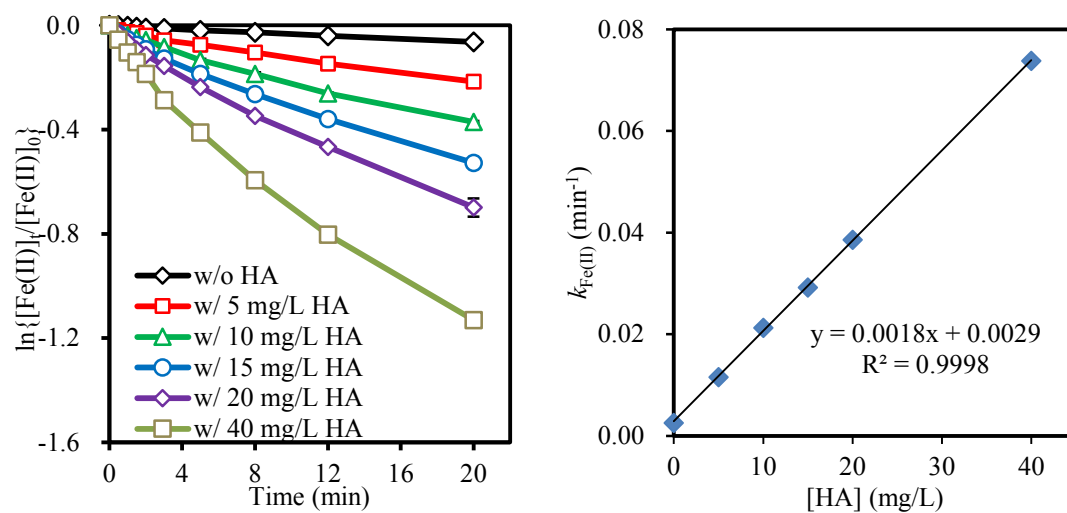 ln{[Fe(II)]t/[Fe(II)]0}
0.0
-0.4
-0.8
-1.2
-1.6
w/o HA
w/ 5 mg/L HA
w/ 10 mg/L HA
w/ 15 mg/L HA
w/ 20 mg/L HA
w/ 40 mg/L HA
0 4 8 12 16 20
Time (min)
kFe(II) (min-1)
0.08
0.06
0.04
0.02
0.00
y = 0.0018x + 0.0029
R² = 0.9998
0 10 20 30 40
[HA] (mg/L)